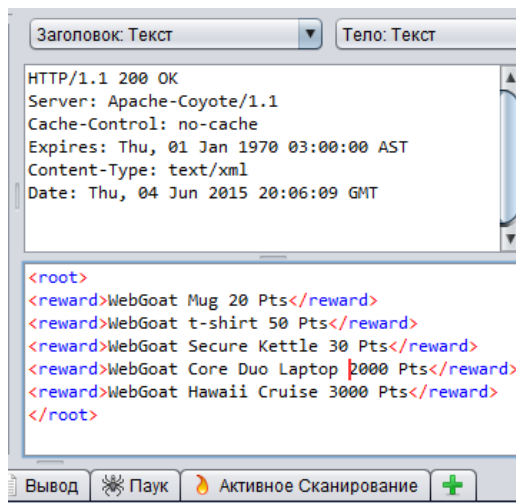 Заголовок: Текст
Тело: Текст
HTTP/1.1 200 OK
Server: Apache-Coyote/1.1
Cache-Control: no-cache
Expires: Thu, 01 Jan 1970 03:00:00 AST
Content-Type: text/xml
Date: Thu, 04 Jun 2015 20:06:09 GMT
<root>
<reward>WebGoat Mug 20 Pts</reward>
<reward>WebGoat t-shirt 50 Pts</reward>
<reward>WebGoat Secure Kettle 30 Pts</reward>
<reward>WebGoat Core Duo Laptop 2000 Pts</reward>
<reward>WebGoat Hawaii Cruise 3000 Pts</reward>
</root>
Вывод Паук Активное Сканирование